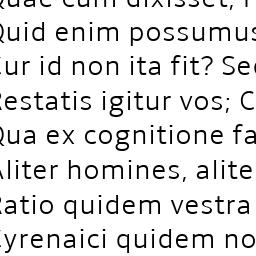 Quae cum dixisset,
Quid enim possumus
Cur id non ita fit? Sed
Restatis igitur vos; C
Qua ex cognitione fa
Aliter homines, alite
Ratio quidem vestra
Cyrenaici quidem no